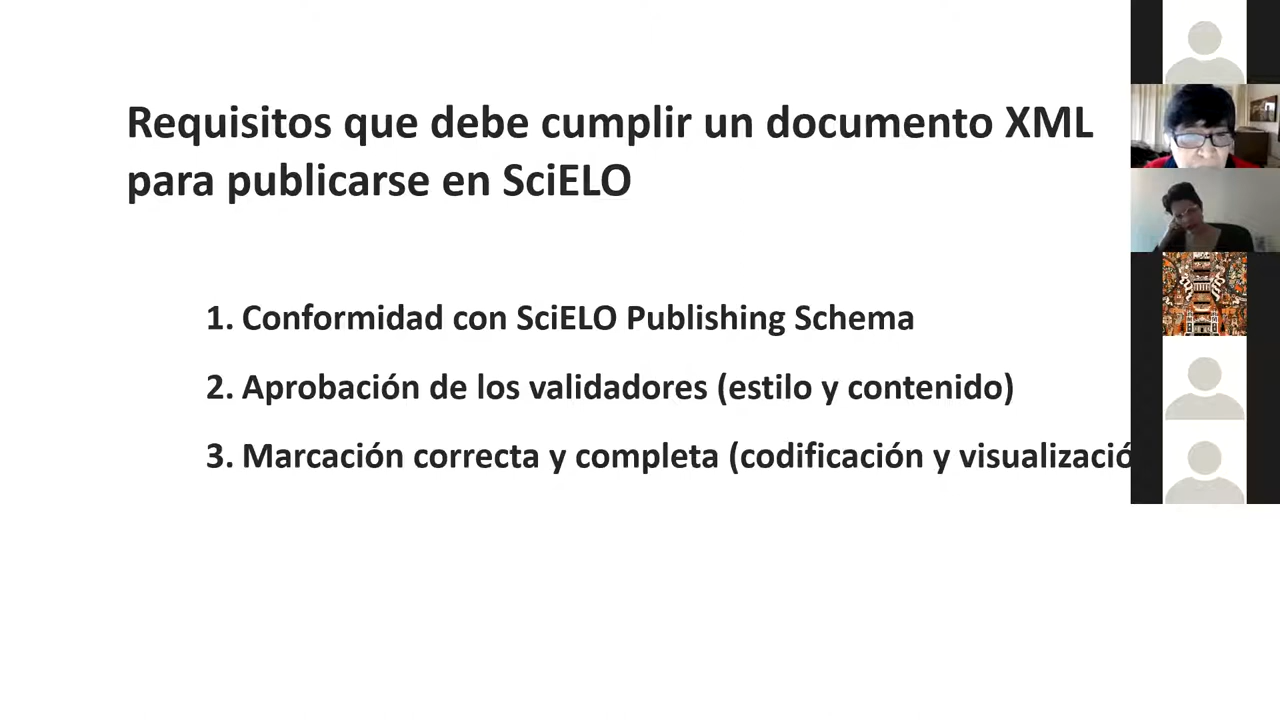 Requisitos que debe cumplir un documento XML
para publicarse en SciELO
1. Conformidad con SciELO Publishing Schema
2. Aprobación de los validadores (estilo y contenido)
3. Marcación correcta y completa (codificación y visualizació